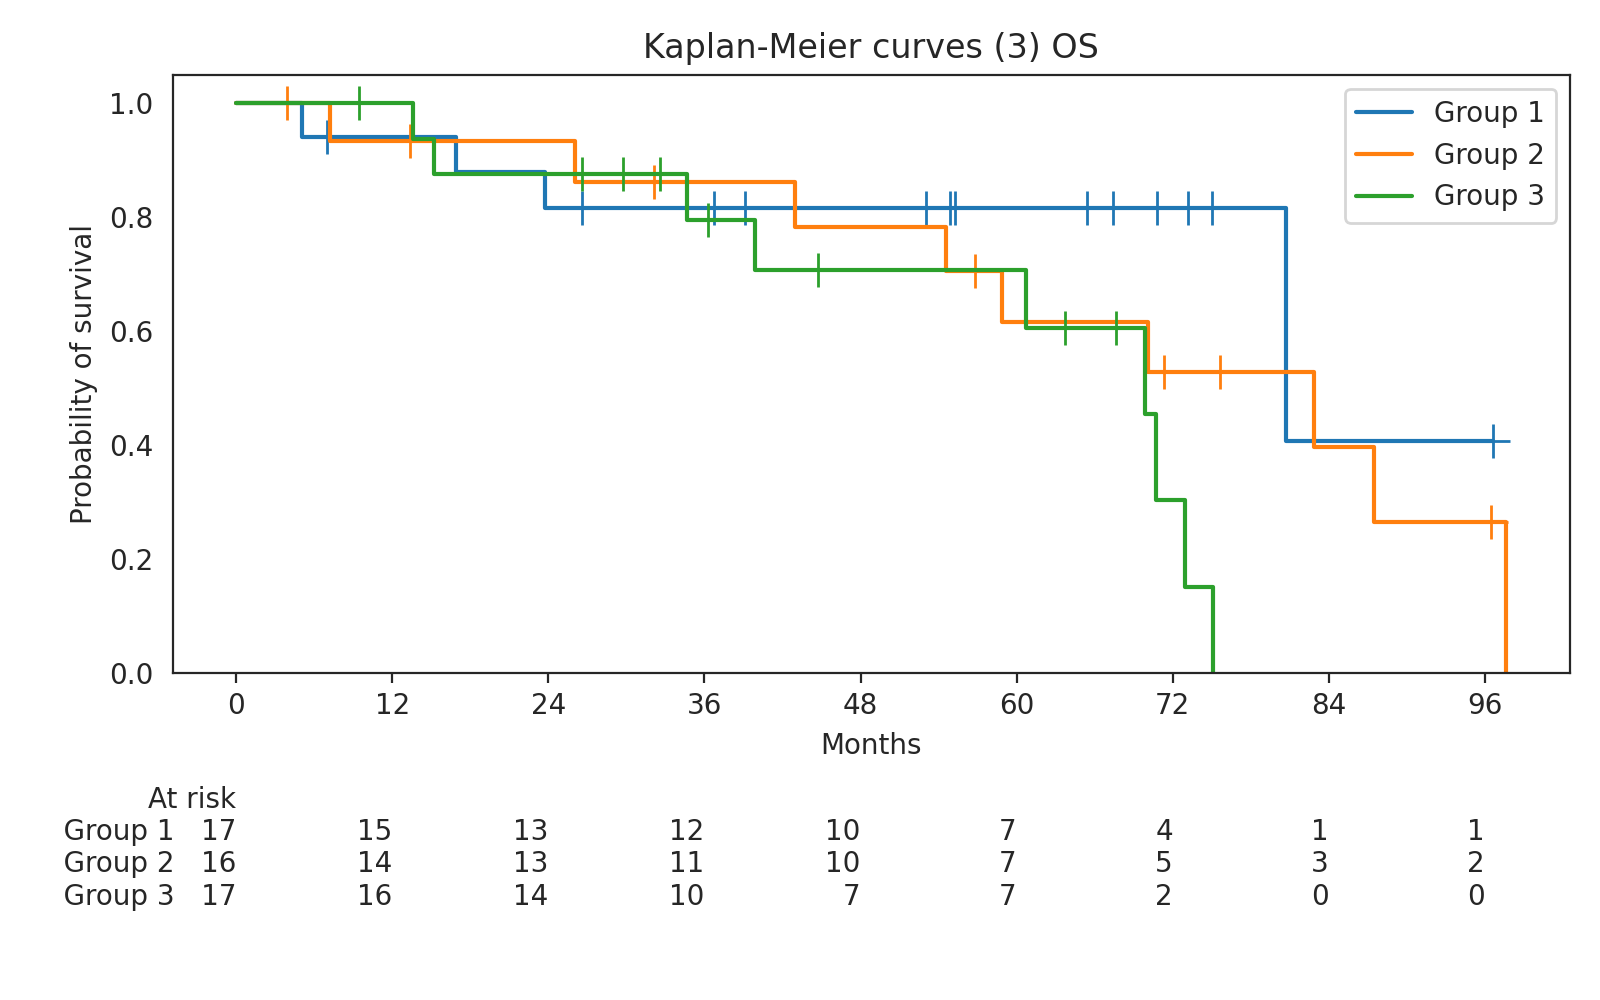 Kaplan-Meier curves (3) OS
Group 1
Group 2
Group 3
Probability of survival
1.0
0.8
0.6
0.4
0.2
0.0
0 12 24 36 48 60 72 84 96
Months
At risk
Group 1 17 15 13 12 10 7 4 1 1
Group 2 16 14 13 11 10 7 5 3 2
Group 3 17 16 14 10 7 7 2 0 0